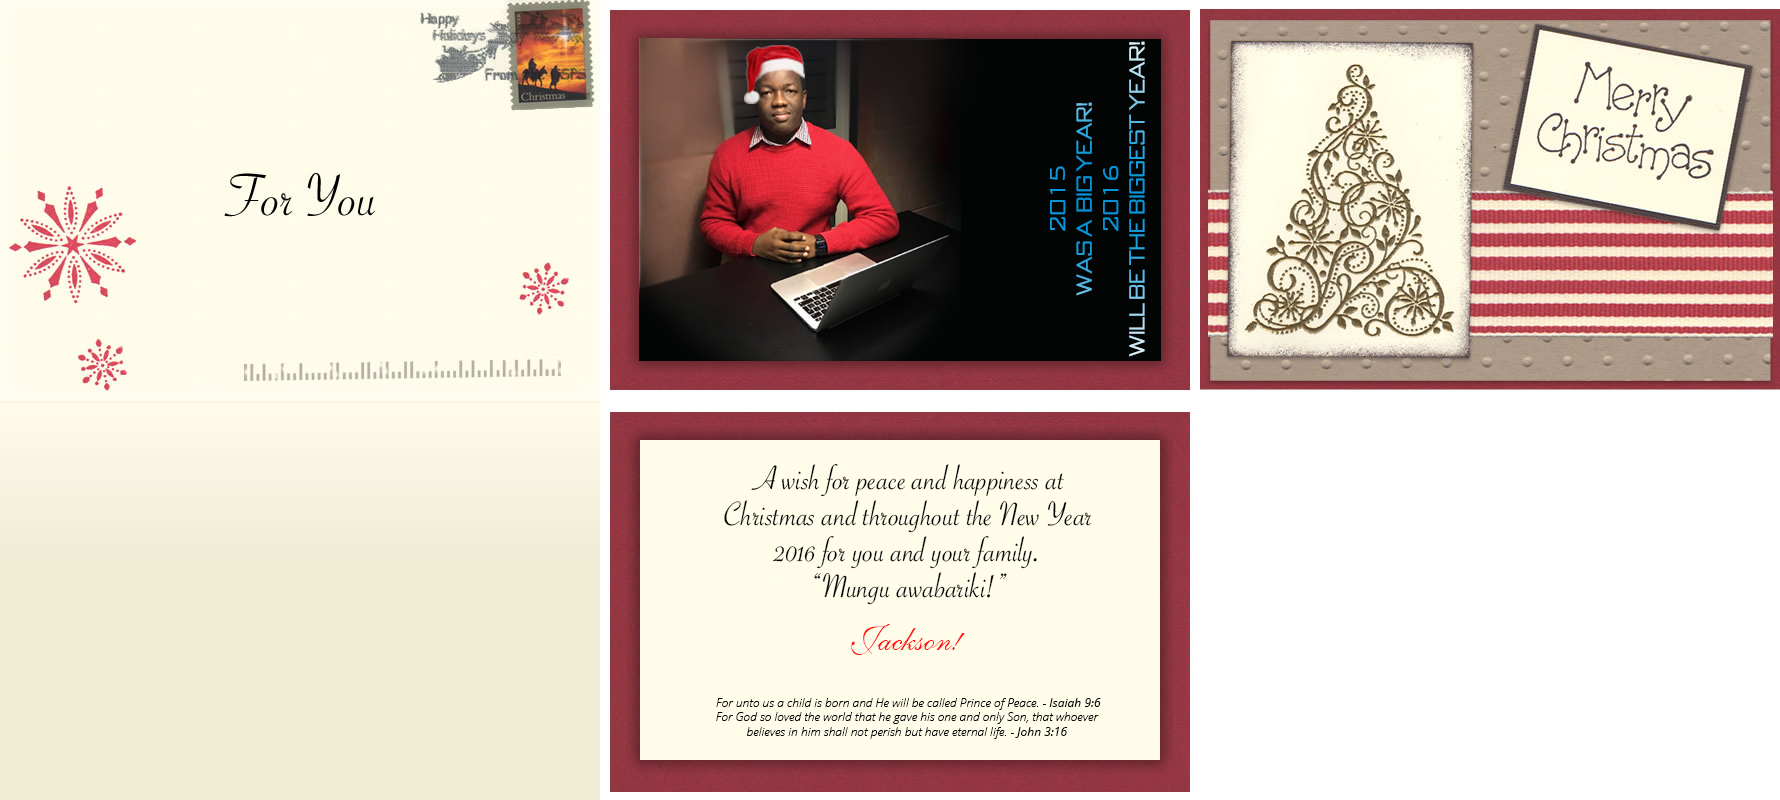 Happy
Holidays
From
Christmas
For You
2015
WAS A BIG YEAR!
2016
WILL BE THE BIGGEST YEAR!
Merry
Christmas
A wish for peace and happiness at
Christmas and throughout the New Year
2016 for you and your family.
“Mungu awabariki!”
Jackson!
For unto us a child is born and He will be called Prince of Peace. - Isaiah 9:6
For God so loved the world that he gave his one and only Son, that whoever
believes in him shall not perish but have eternal life. - John 3:16